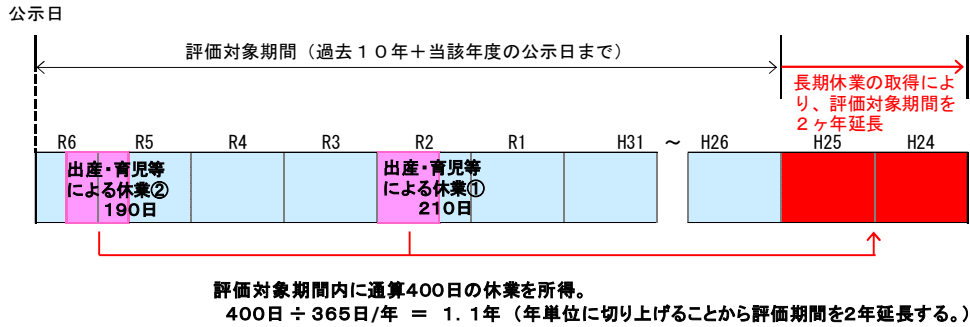 公示日
評価対象期間（過去１０年＋当該年度の公示日まで）
長期休業の取得によ
り、評価対象期間を
２ヶ年延長
R6 R5 R4 R3 R2 R1 H31 ～ H26 H25 H24
出産・育児等
による休業②
190日
出産・育児等
による休業①
210日
評価対象期間内に通算400日の休業を所得。
400日 ÷ 365日/年 ＝ 1.1年（年単位に切り上げることから評価期間を2年延長する。）